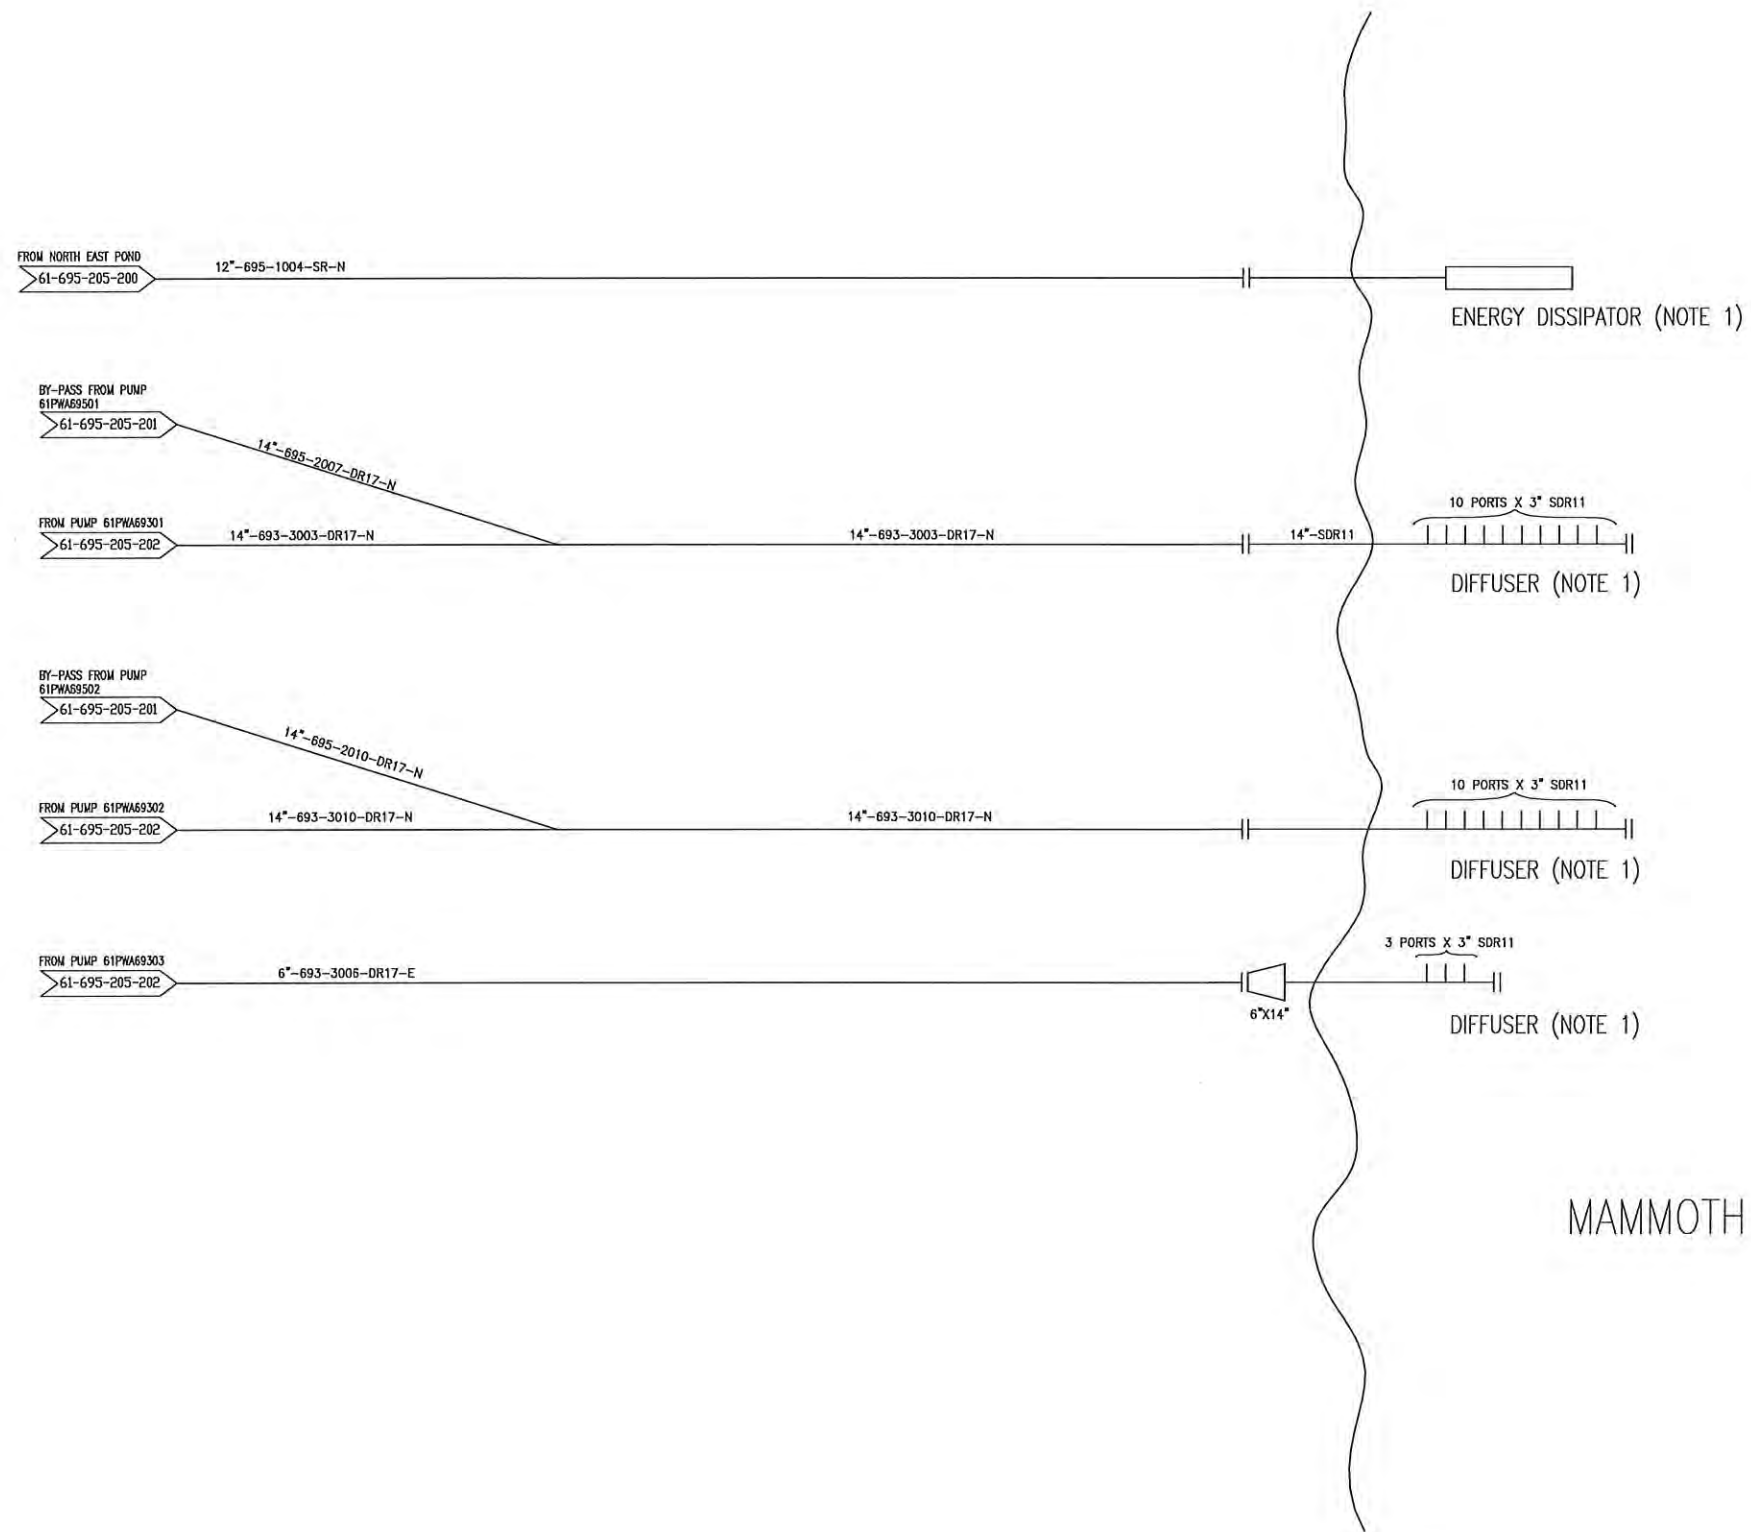 FROM NORTH EAST POND
61-695-205-200
12"-695-1004-SR-N
ENERGY DISSIPATOR (NOTE 1)
BY-PASS FROM PUMP
61PWA69501
61-695-205-201
14"-695-2007-DR17-N
FROM PUMP 61PWA69301
61-695-205-202
14"-693-3003-DR17-N
14"-693-3003-DR17-N
14"-SDR11
10 PORTS X 3" SDR11
DIFFUSER (NOTE 1)
BY-PASS FROM PUMP
61PWA69502
61-695-205-201
14"-695-2010-DR17-N
FROM PUMP 61PWA69302
61-695-205-202
14"-693-3010-DR17-N
14"-693-3010-DR17-N
10 PORTS X 3" SDR11
DIFFUSER (NOTE 1)
FROM PUMP 61PWA69303
61-695-205-202
6"-693-3006-DR17-E
6"X14"
3 PORTS X 3" SDR11
DIFFUSER (NOTE 1)
MAMMOTH